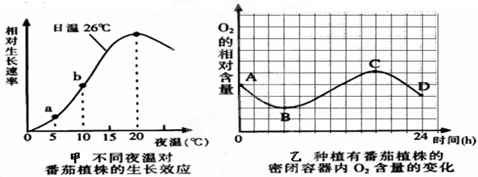 相对生长速率
日温26℃
a
b
0 5 10 20
夜温(℃)
甲 不同夜温对
番茄植株的生长效应
O₂的相对含量
A
B
C
D
0 24
时间(h)
乙 种植有番茄植株的
密闭容器内O₂含量的变化